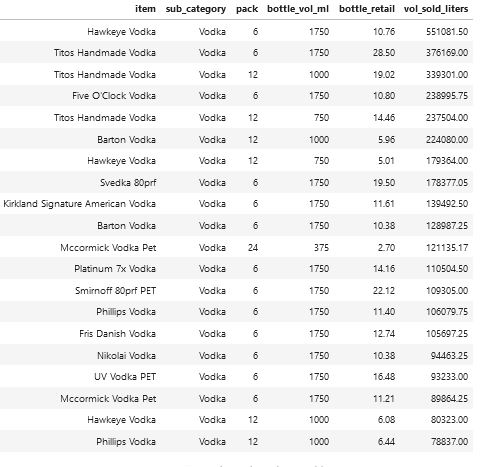 item sub_category pack bottle_vol_ml bottle_retail vol_sold_liters
Hawkeye Vodka Vodka 6 1750 10.76 551081.50
Titos Handmade Vodka Vodka 6 1750 28.50 376169.00
Titos Handmade Vodka Vodka 12 1000 19.02 339301.00
Five O'Clock Vodka Vodka 6 1750 10.80 238995.75
Titos Handmade Vodka Vodka 12 750 14.46 237504.00
Barton Vodka Vodka 12 1000 5.96 224080.00
Hawkeye Vodka Vodka 12 750 5.01 179364.00
Svedka 80prf Vodka 6 1750 19.50 178377.05
Kirkland Signature American Vodka Vodka 6 1750 11.61 139492.50
Barton Vodka Vodka 6 1750 10.38 128987.25
Mccormick Vodka Pet Vodka 24 375 2.70 121135.17
Platinum 7x Vodka Vodka 6 1750 14.16 110504.50
Smirnoff 80prf PET Vodka 6 1750 22.12 109305.00
Phillips Vodka Vodka 6 1750 11.40 106079.75
Fris Danish Vodka Vodka 6 1750 12.74 105697.25
Nikolai Vodka Vodka 6 1750 10.38 94463.25
UV Vodka PET Vodka 6 1750 16.48 93233.00
Mccormick Vodka Pet Vodka 6 1750 11.21 89864.25
Hawkeye Vodka Vodka 12 1000 6.08 80323.00
Phillips Vodka Vodka 12 1000 6.44 78837.00